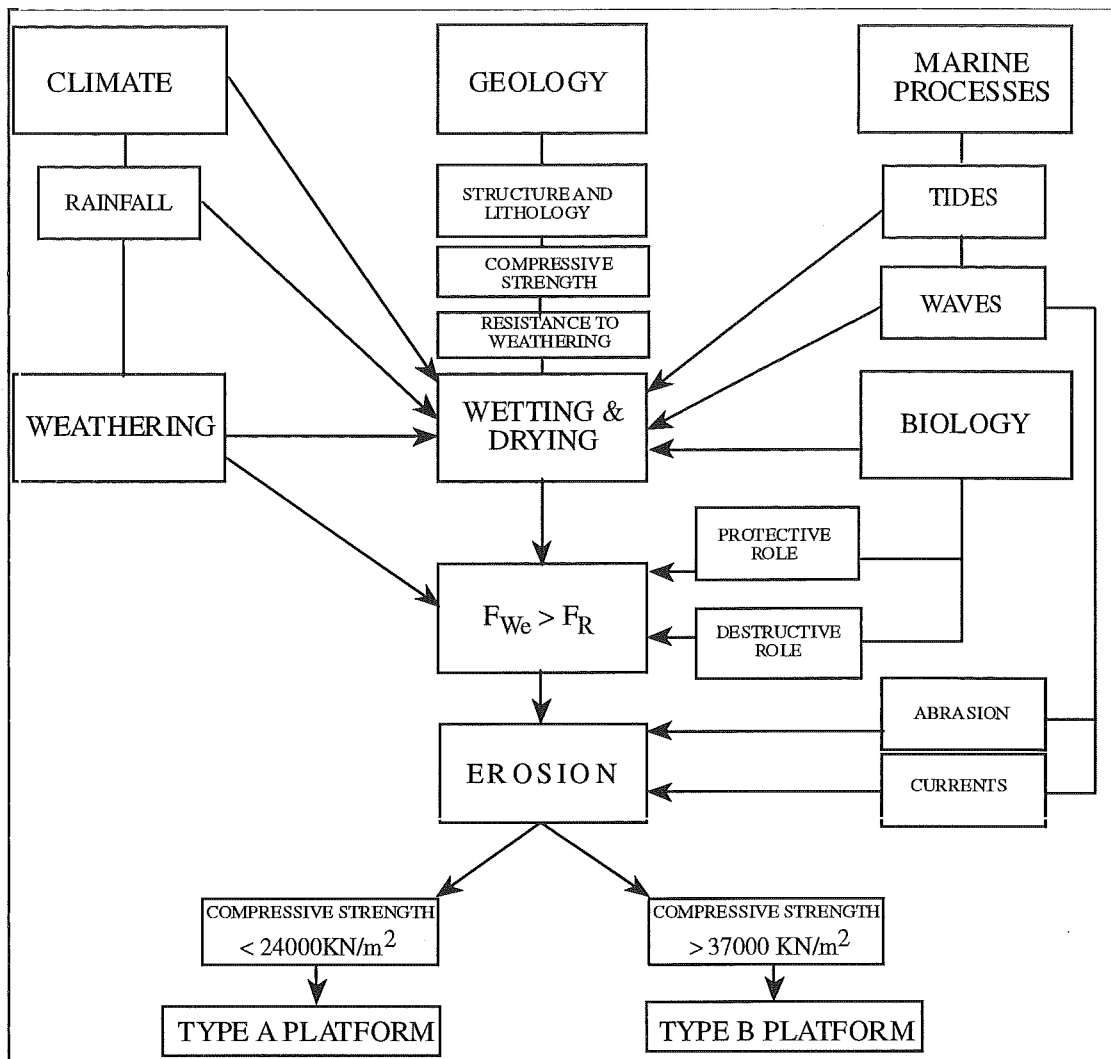 CLIMATE
GEOLOGY
MARINE
PROCESSES
RAINFALL
STRUCTURE AND
LITHOLOGY
TIDES
COMPRESSIVE
STRENGTH
WAVES
RESISTANCE TO
WEATHERING
WEATHERING
WETTING &
DRYING
BIOLOGY
PROTECTIVE
ROLE
F_We > F_R
DESTRUCTIVE
ROLE
ABRASION
EROSION
CURRENTS
COMPRESSIVE STRENGTH
< 24000KN/m²
COMPRESSIVE STRENGTH
> 37000 KN/m²
TYPE A PLATFORM
TYPE B PLATFORM